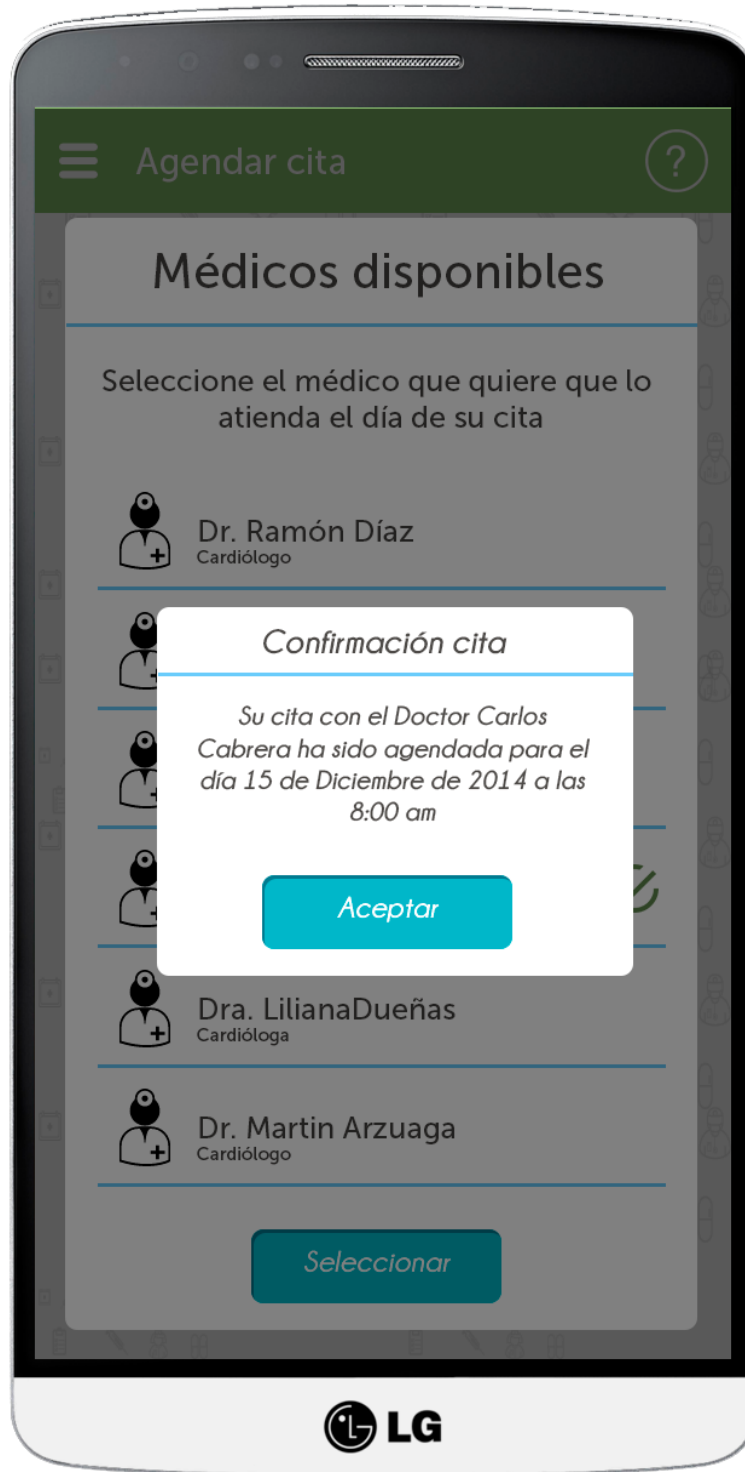 Agendar cita
?
Médicos disponibles
Seleccione el médico que quiere que lo
atienda el día de su cita
Dr. Ramón Díaz
Cardiólogo
Confirmación cita
Su cita con el Doctor Carlos
Cabrera ha sido agendada para el
día 15 de Diciembre de 2014 a las
8:00 am
Aceptar
Dra. LilianaDueñas
Cardióloga
Dr. Martin Arzuaga
Cardiólogo
Seleccionar
LG